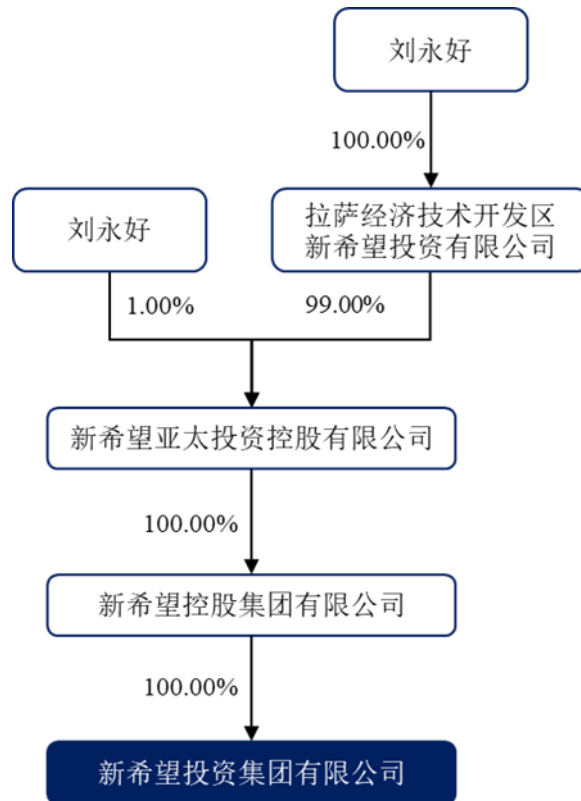 刘永好
100.00%
刘永好
拉萨经济技术开发区
新希望投资有限公司
1.00%
99.00%
新希望亚太投资控股有限公司
100.00%
新希望控股集团有限公司
100.00%
新希望投资集团有限公司